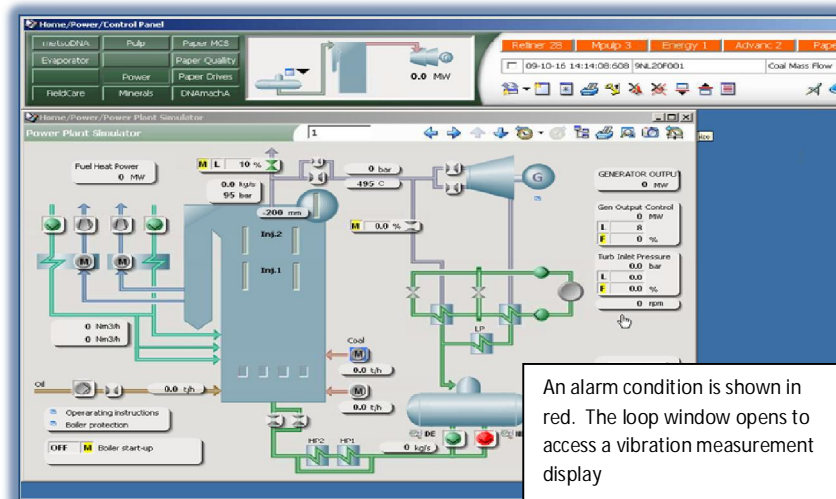 Home/Power/Control Panel
metsoDNA Pulp Paper MCS
Evaporator Paper Quality
Power Paper Drives
FieldCare Minerals DNAmachA
0.0 MW
Refiner 28 Mpulp 3 Energy 1 Advanc 2 Pape
09-10-16 14:14:08:608 9NL20F001 Coal Mass Flow
Home/Power/Power Plant Simulator
Power Plant Simulator 1
Fuel Heat Power
0 MW
M L 10 %
0.0 kg/s
95 bar
-200 mm
0 bar
495 C
M 0.0 %
G
GENERATOR OUTPUT
0 MW
Gen Output Control
0 MW
L 8
F 0 %
Turb Inlet Pressure
0.0 bar
L 0.0
F 0.0 %
0 rpm
Inj.2
Inj.1
M M
0 Nm3/h
0 Nm3/h
LP
Coal
M
0.0 t/h
M
0.0 t/h
Oil
0.0 t/h
Operarating instructions
Boiler protection
OFF M Boiler start-up
HP2 HP1
0 kg/s
DE
An alarm condition is shown in
red. The loop window opens to
access a vibration measurement
display